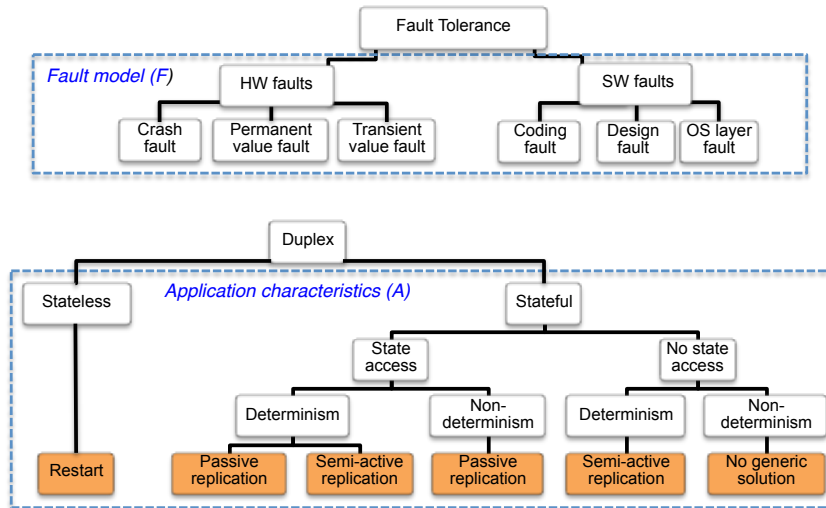 Fault Tolerance
Fault model (F)
HW faults
SW faults
Crash
fault
Permanent
value fault
Transient
value fault
Coding
fault
Design
fault
OS layer
fault
Duplex
Application characteristics (A)
Stateless
Stateful
State
access
No state
access
Determinism
Non-
determinism
Determinism
Non-
determinism
Restart
Passive
replication
Semi-active
replication
Passive
replication
Semi-active
replication
No generic
solution